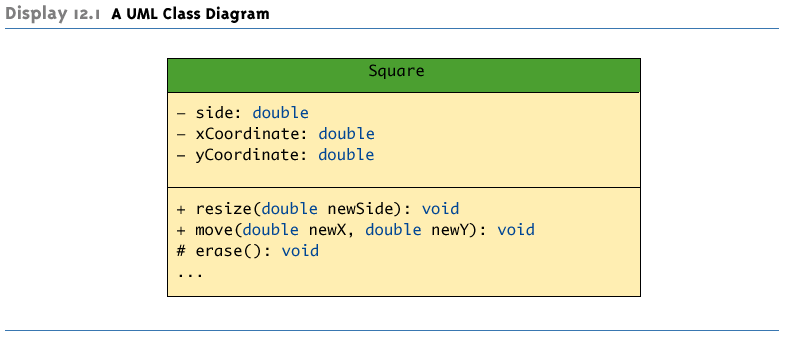 Display 12.1 A UML Class Diagram
Square
– side: double
– xCoordinate: double
– yCoordinate: double
+ resize(double newSide): void
+ move(double newX, double newY): void
# erase(): void
...